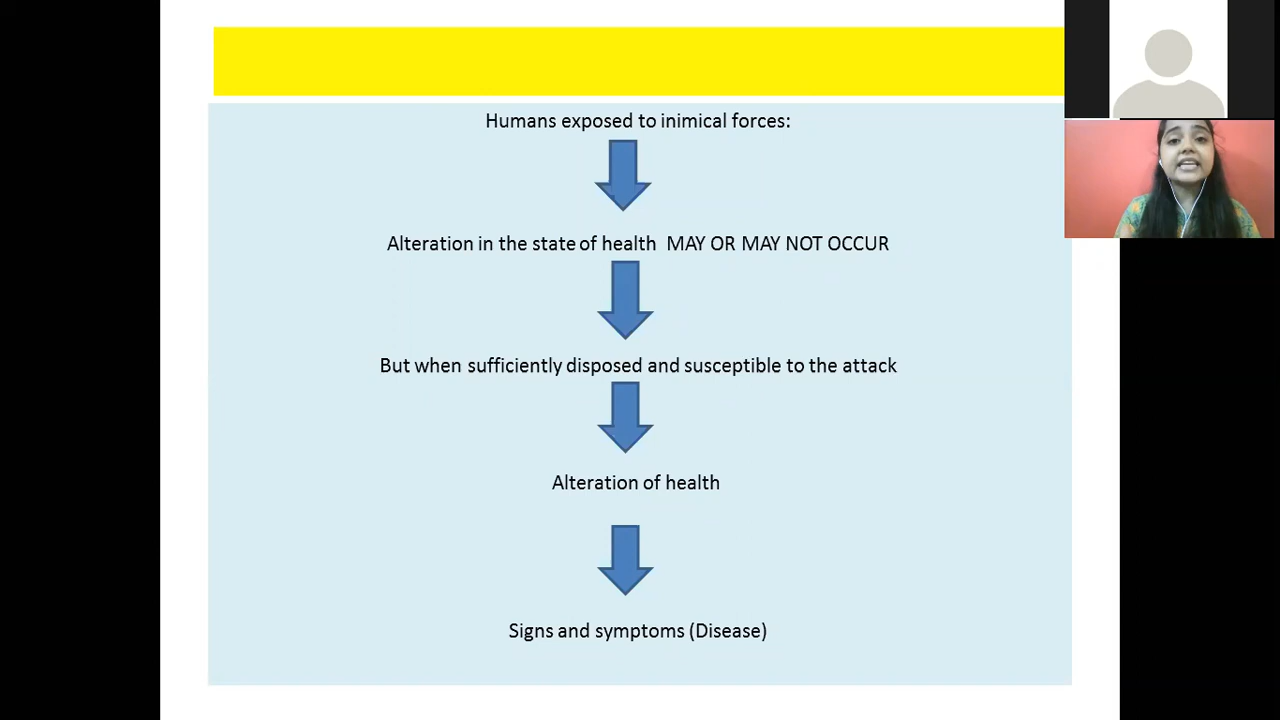 Humans exposed to inimical forces:
Alteration in the state of health MAY OR MAY NOT OCCUR
But when sufficiently disposed and susceptible to the attack
Alteration of health
Signs and symptoms (Disease)